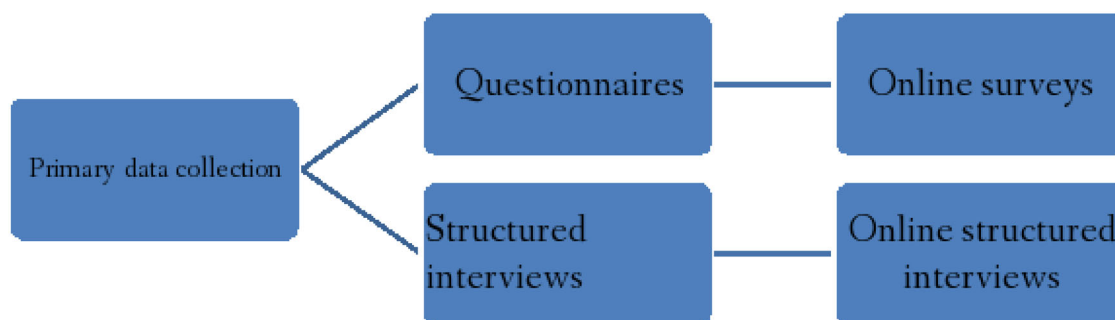 Primary data collection
Questionnaires
Online surveys
Structured
interviews
Online structured
interviews